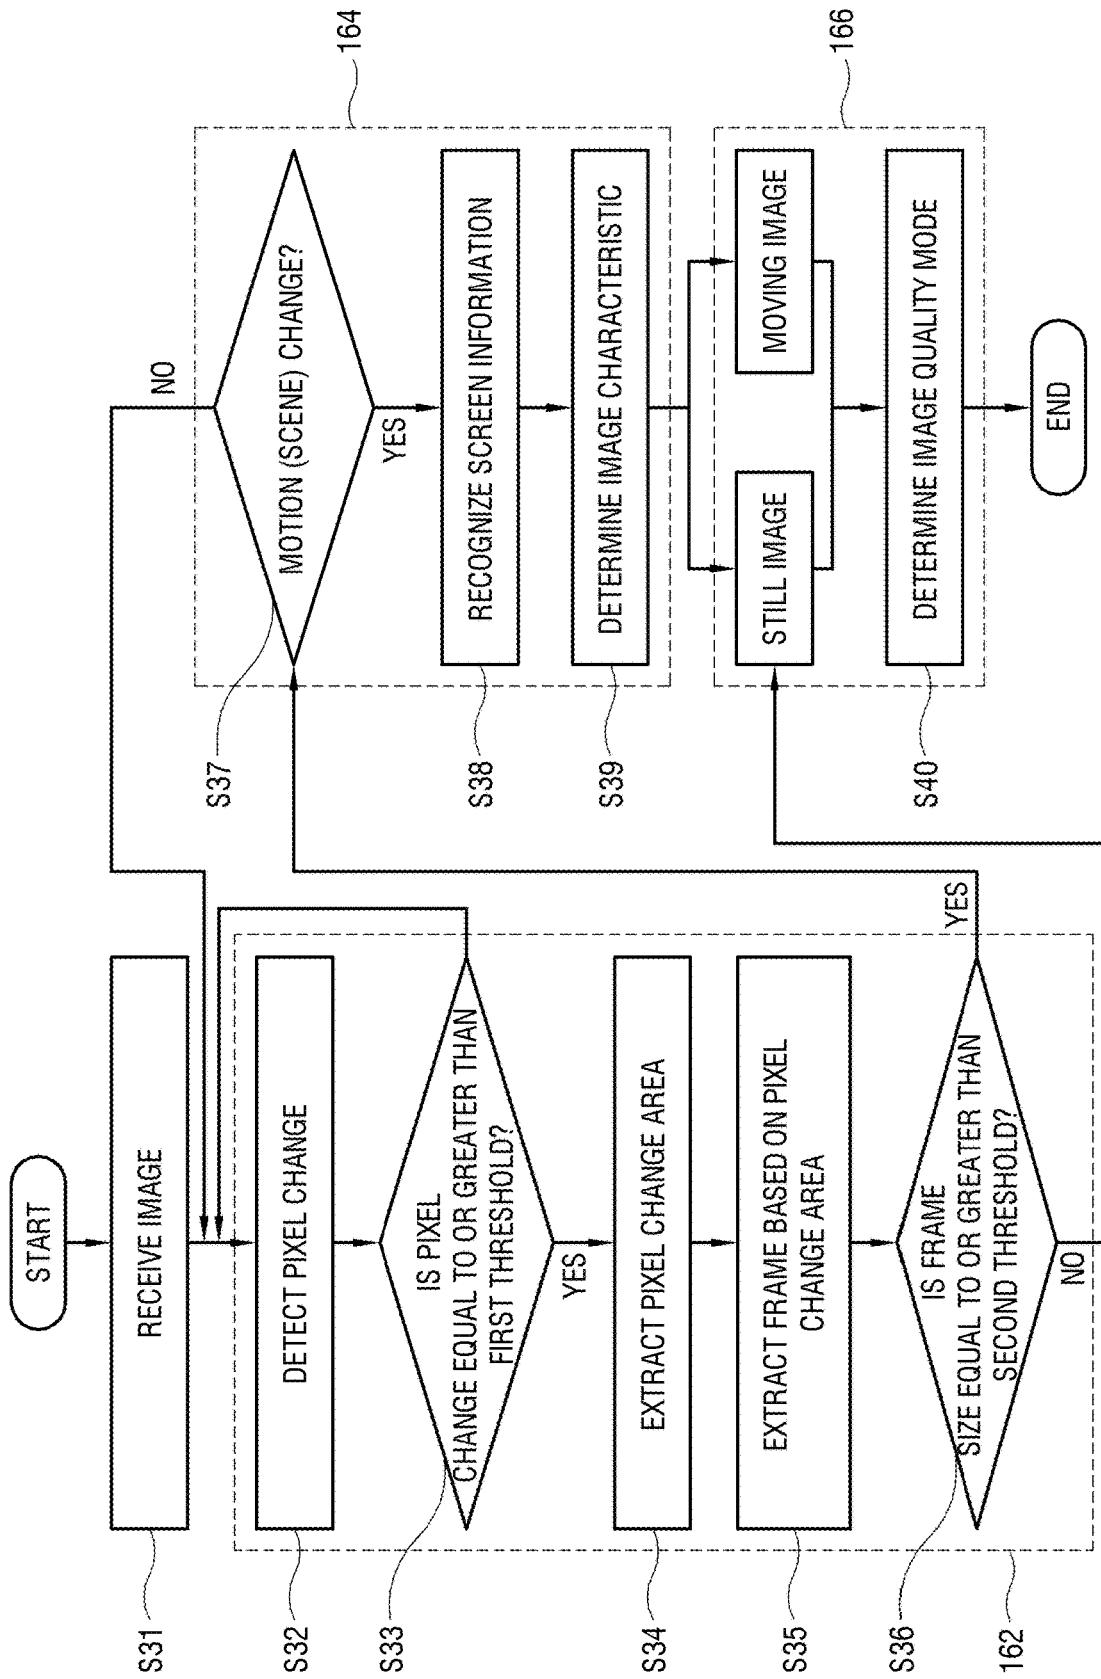 START
S31
RECEIVE IMAGE
S32
DETECT PIXEL CHANGE
S33
IS PIXEL
CHANGE EQUAL TO OR GREATER THAN
FIRST THRESHOLD?
YES
S34
EXTRACT PIXEL CHANGE AREA
S35
EXTRACT FRAME BASED ON PIXEL
CHANGE AREA
S36
IS FRAME
SIZE EQUAL TO OR GREATER THAN
SECOND THRESHOLD?
YES
NO
162
NO
164
S37
MOTION (SCENE) CHANGE?
YES
S38
RECOGNIZE SCREEN INFORMATION
S39
DETERMINE IMAGE CHARACTERISTIC
166
STILL IMAGE
MOVING IMAGE
S40
DETERMINE IMAGE QUALITY MODE
END